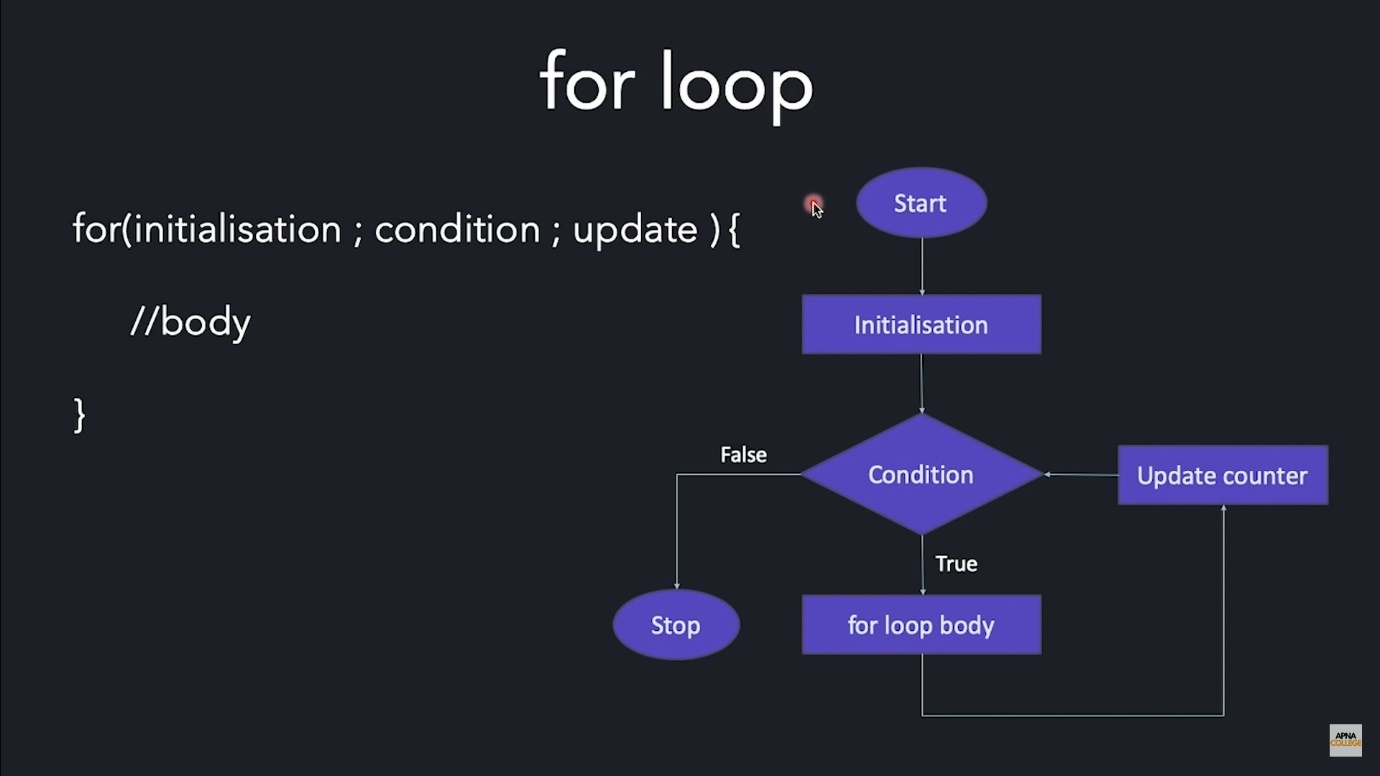 for loop
for(initialisation ; condition ; update ){
//body
}
Start
Initialisation
Condition
Update counter
False
True
Stop
for loop body
APNA
COLLEGE